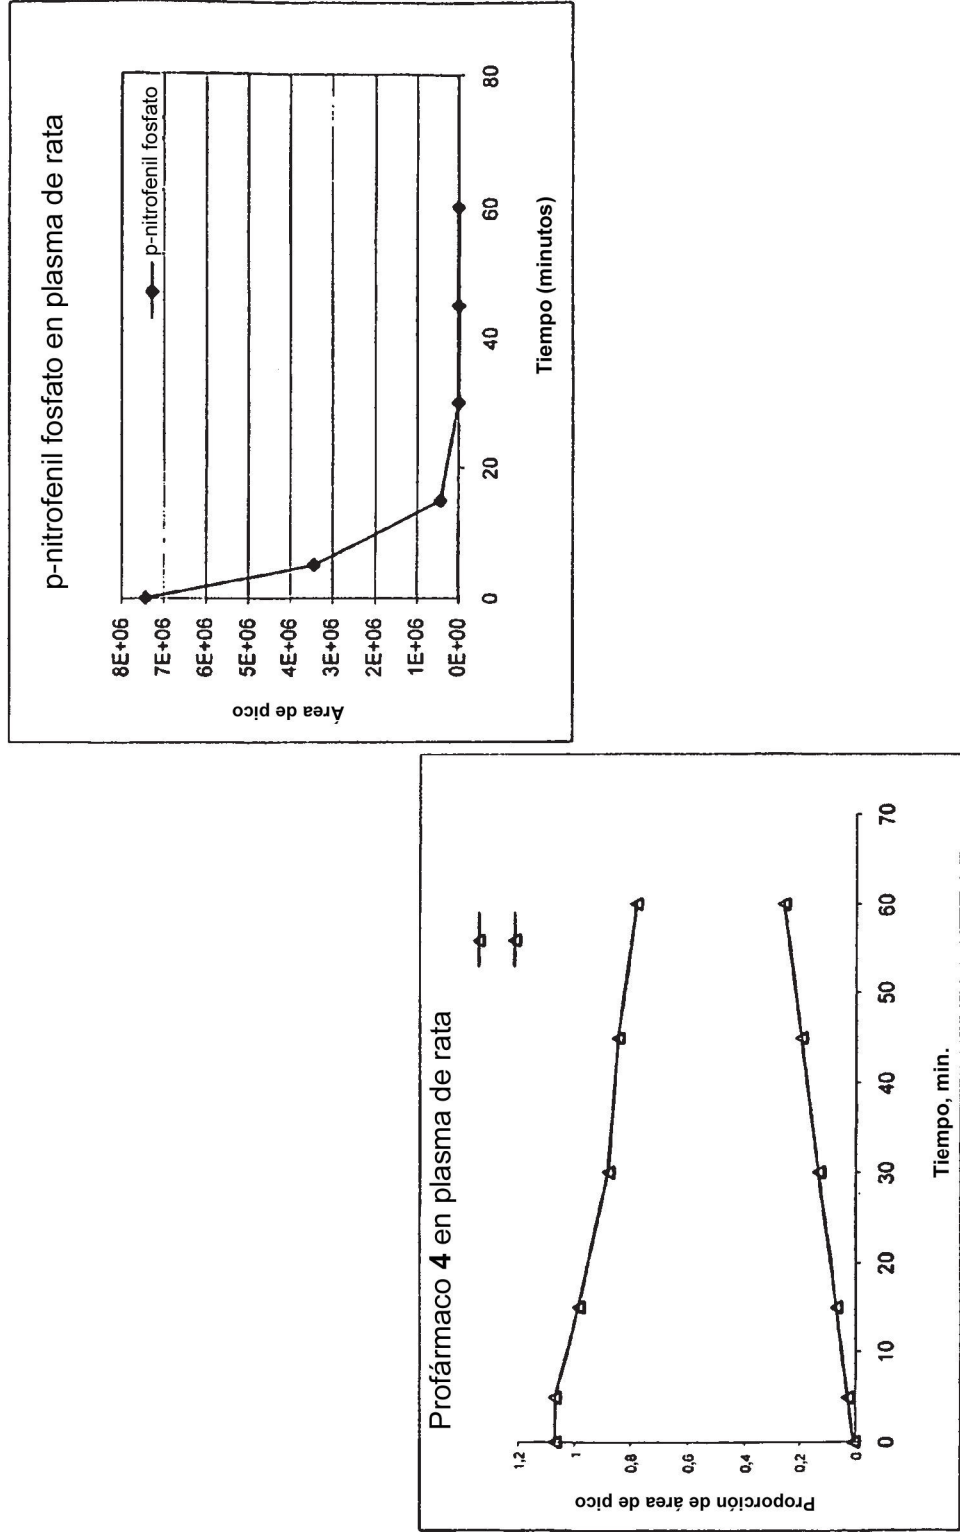 Profármaco 4 en plasma de rata
Proporción de área de pico
1,2
1
0,8
0,6
0,4
0,2
0
0
10
20
30
40
50
60
70
Tiempo, min.
p-nitrofenil fosfato en plasma de rata
p-nitrofenil fosfato
Área de pico
8E+06
7E+06
6E+06
5E+06
4E+06
3E+06
2E+06
1E+06
0E+00
0
20
40
60
80
Tiempo (minutos)